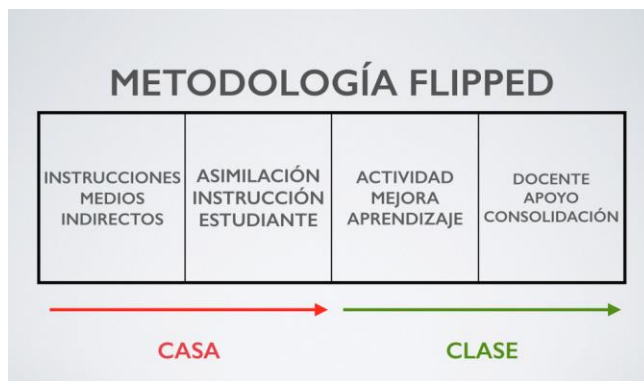 METODOLOGÍA FLIPPED
INSTRUCCIONES
MEDIOS
INDIRECTOS
ASIMILACIÓN
INSTRUCCIÓN
ESTUDIANTE
ACTIVIDAD
MEJORA
APRENDIZAJE
DOCENTE
APOYO
CONSOLIDACIÓN
CASA
CLASE